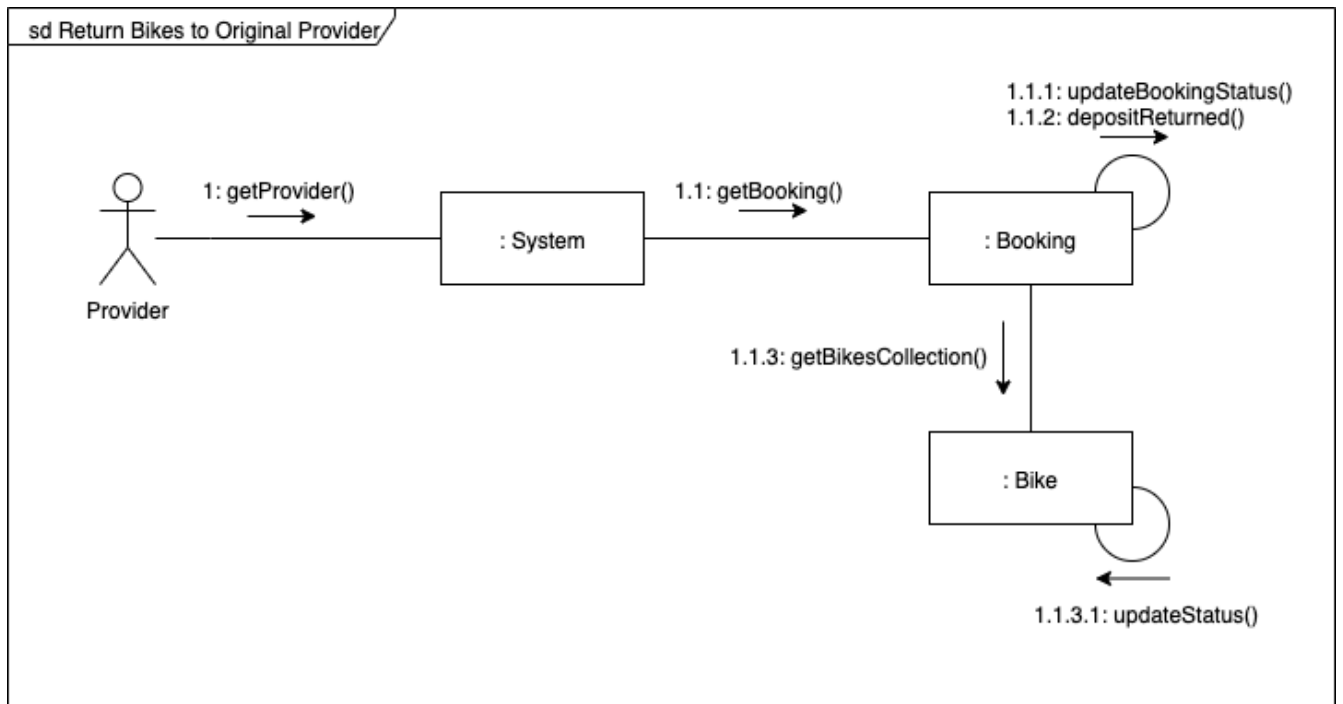 sd Return Bikes to Original Provider
1.1.1: updateBookingStatus()
1.1.2: depositReturned()
1: getProvider()
1.1: getBooking()
: System
: Booking
Provider
1.1.3: getBikesCollection()
: Bike
1.1.3.1: updateStatus()